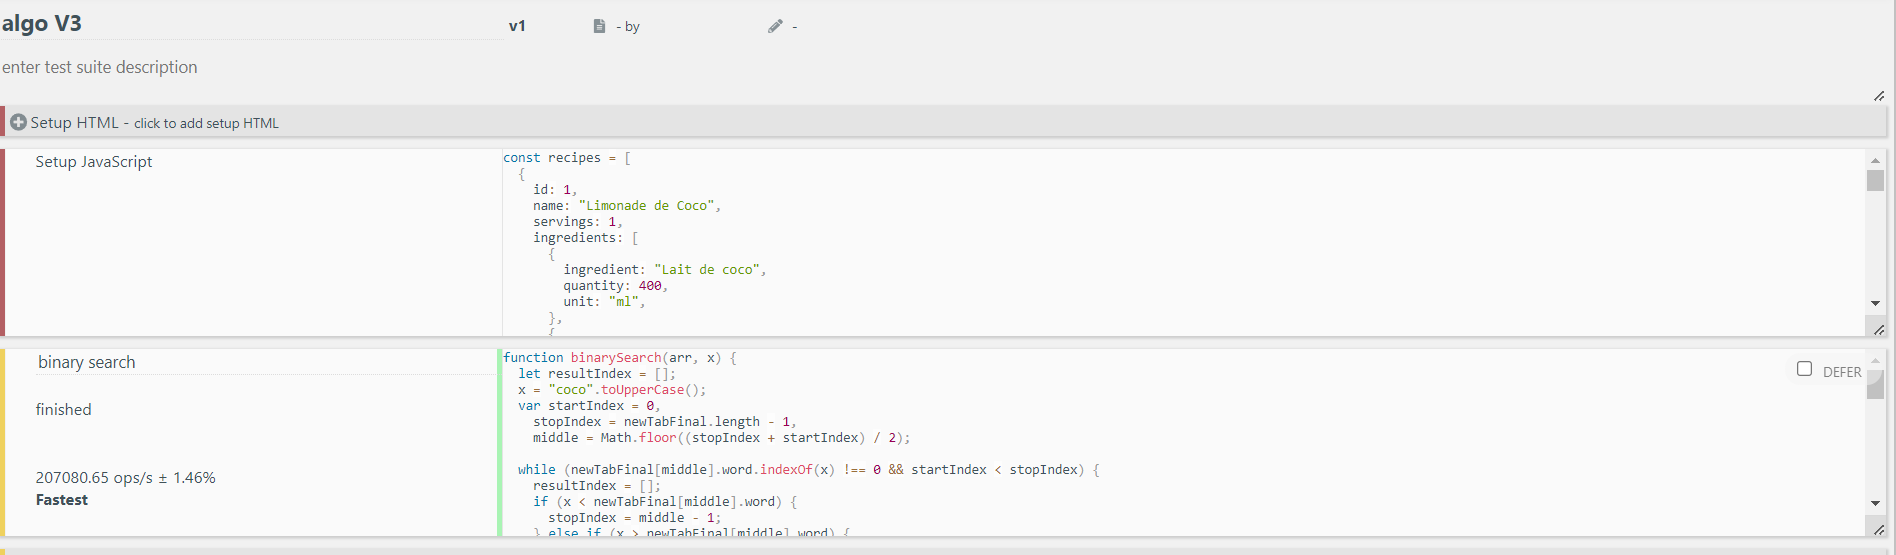 algo V3
v1
- by
-
enter test suite description
Setup HTML - click to add setup HTML
Setup JavaScript
const recipes = [
  {
    id: 1,
    name: "Limonade de Coco",
    servings: 1,
    ingredients: [
      {
        ingredient: "Lait de coco",
        quantity: 400,
        unit: "ml",
      },
      {
binary search
finished
207080.65 ops/s ± 1.46%
Fastest
function binarySearch(arr, x) {
  let resultIndex = [];
  x = "coco".toUpperCase();
  var startIndex = 0,
    stopIndex = newTabFinal.length - 1,
    middle = Math.floor((stopIndex + startIndex) / 2);
  while (newTabFinal[middle].word.indexOf(x) !== 0 && startIndex < stopIndex) {
    resultIndex = [];
    if (x < newTabFinal[middle].word) {
      stopIndex = middle - 1;
    } else if (x > newTabFinal[middle].word) {
DEFER